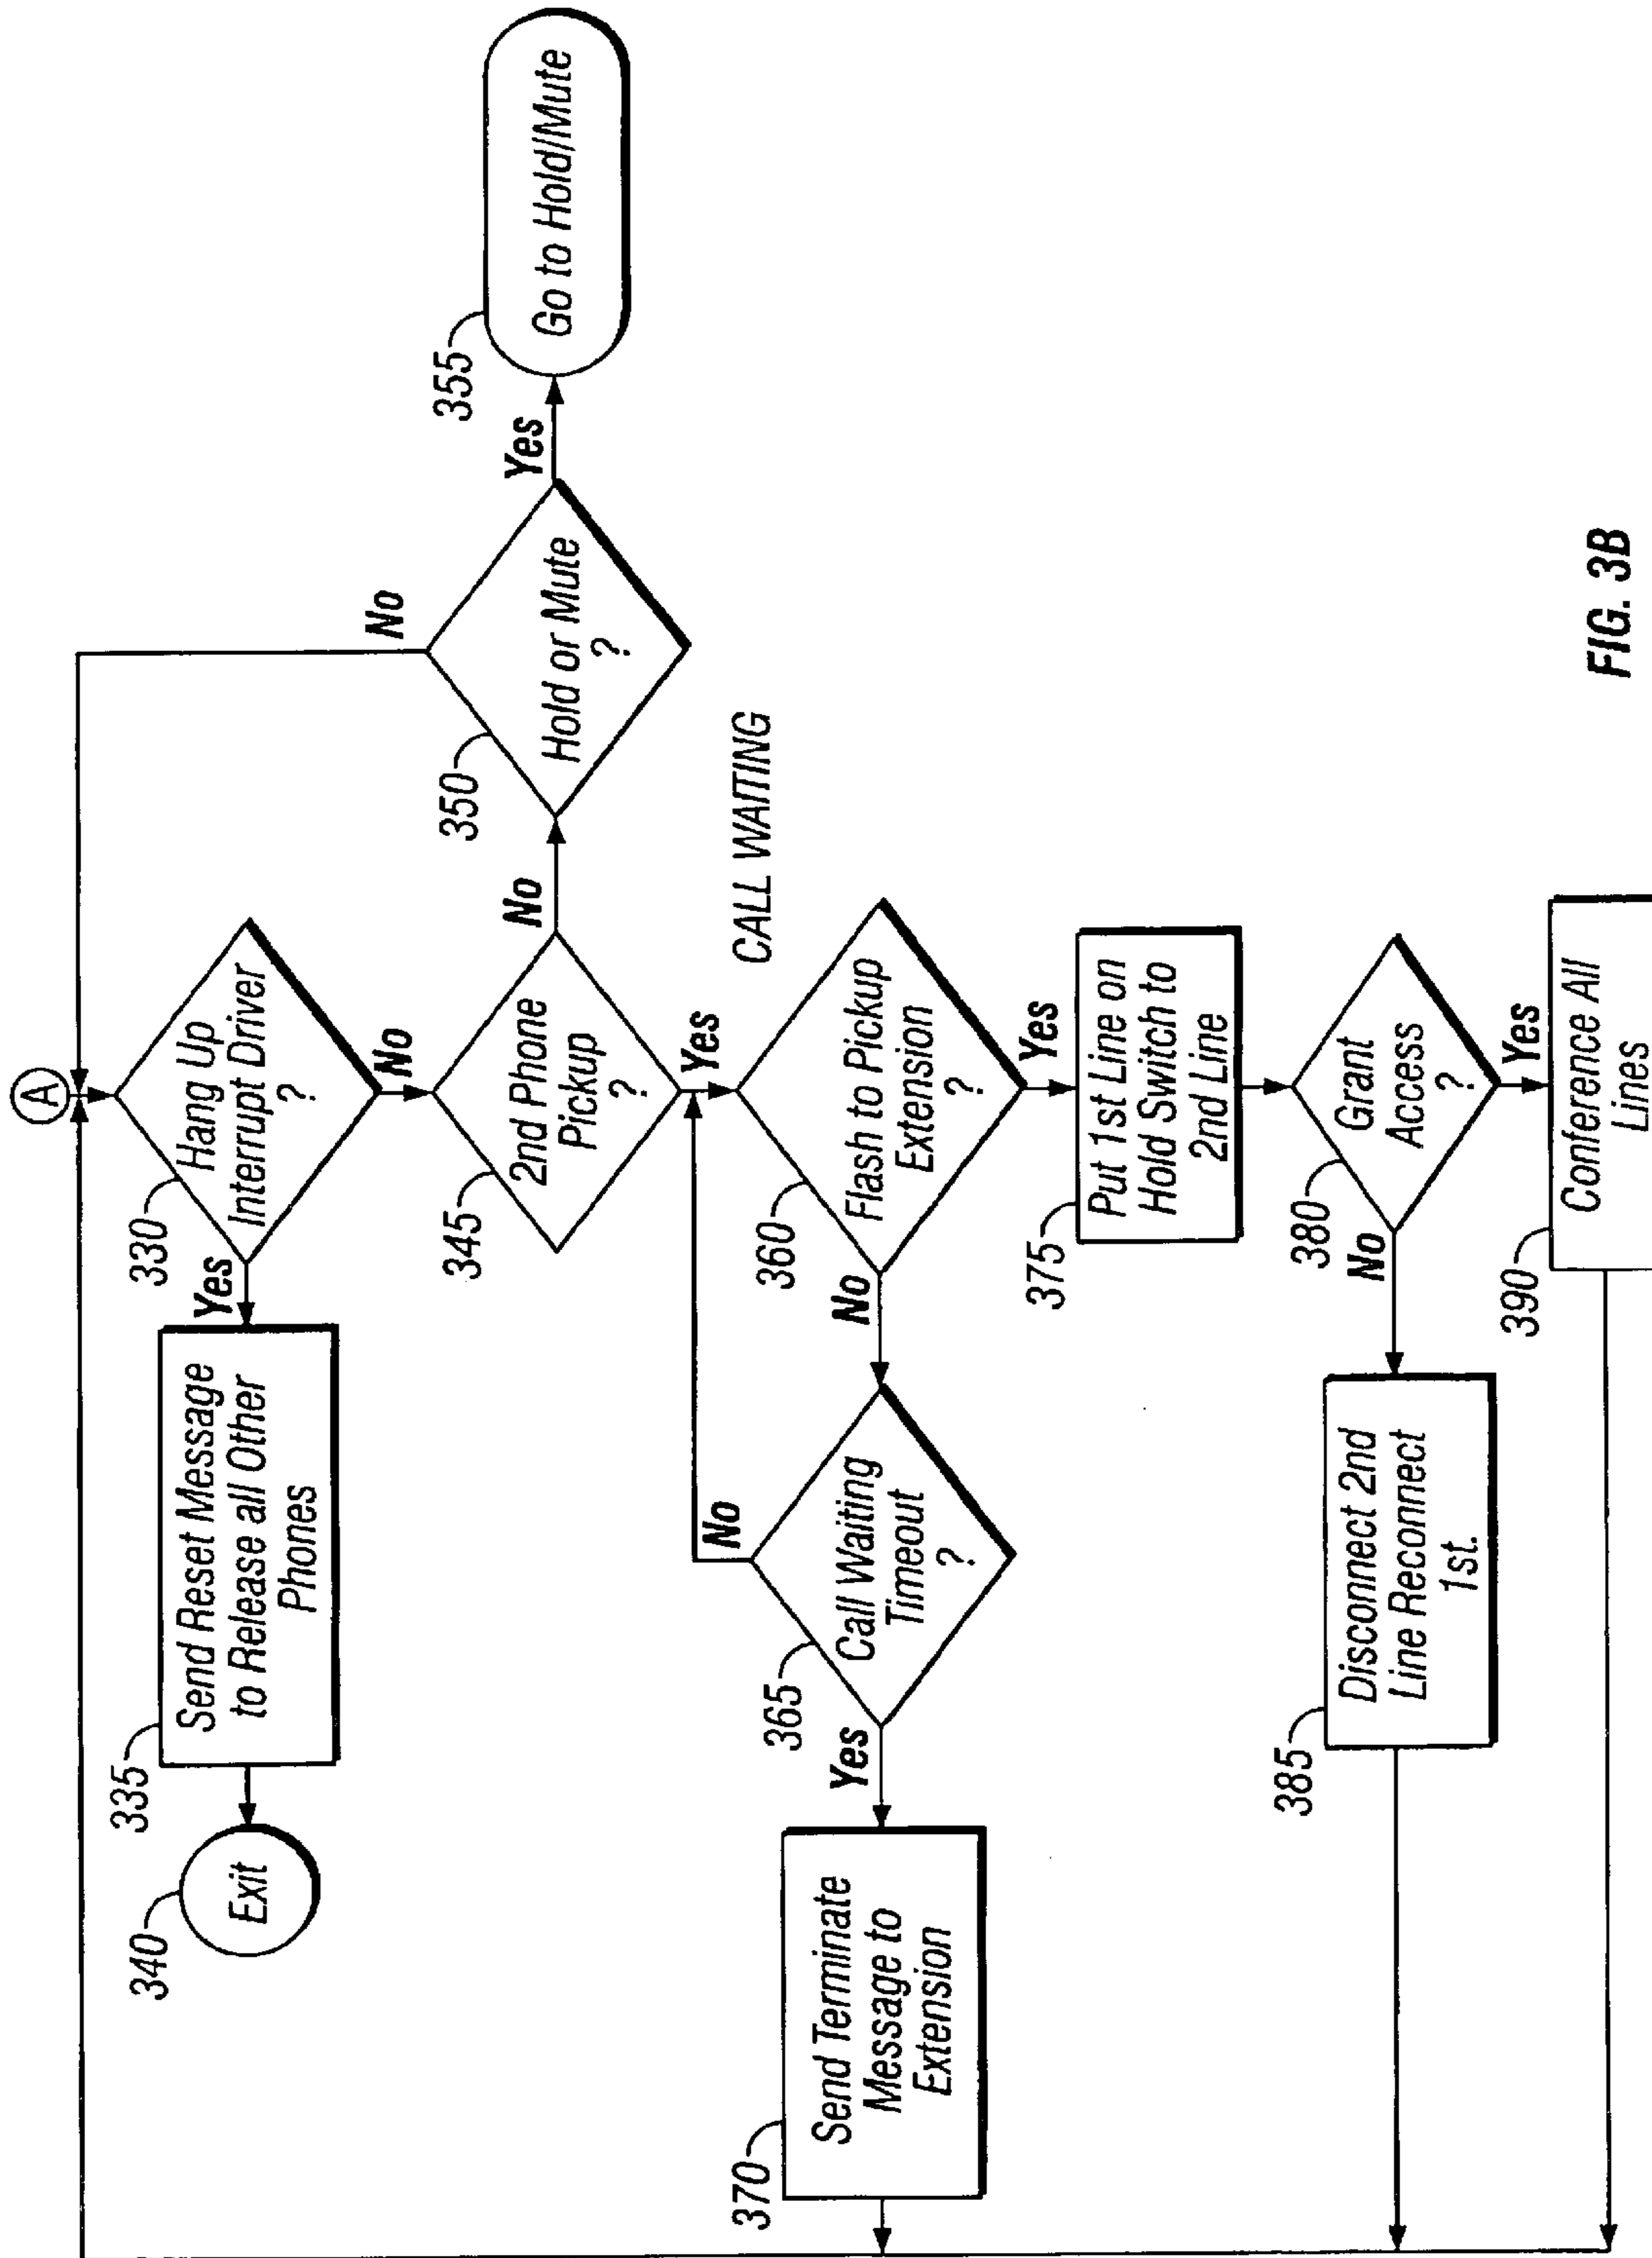 A
330
Hang Up
Interrupt Driver
?
Yes
No
335
Send Reset Message
to Release all Other
Phones
340
Exit
345
2nd Phone
Pickup
?
No
Yes
350
Hold or Mute
?
No
Yes
355
Go to Hold/Mute
CALL WAITING
360
Flash to Pickup
Extension
?
No
Yes
365
Call Waiting
Timeout
?
No
Yes
370
Send Terminate
Message to
Extension
375
Put 1st Line on
Hold Switch to
2nd Line
380
Grant
Access
?
No
Yes
385
Disconnect 2nd
Line Reconnect
1st.
390
Conference All
Lines
FIG. 3B